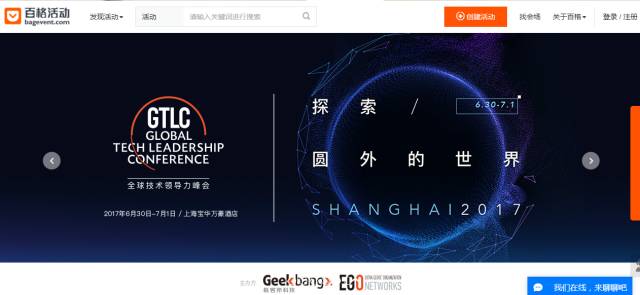 百格活动
bagevent.com
发现活动
活动
请输入关键词进行搜索
创建活动
找会场
关于百格
登录 / 注册
GTLC
GLOBAL
TECH LEADERSHIP
CONFERENCE
全球技术领导力峰会
2017年6月30日~7月1日 / 上海宝华万豪酒店
探索/
6.30-7.1
圆外的世界
SHANGHAI2017
主办方
Geekbang>.
极客邦科技
EGO
EXTRA GEEKS' ORGANIZATION
NETWORKS
我们在线，来聊聊吧